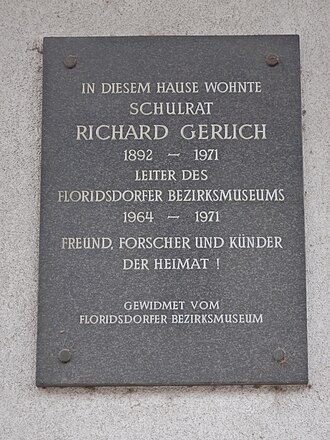 IN DIESEM HAUSE WOHNTE
SCHULRAT
RICHARD GERLICH
1892 – 1971
LEITER DES
FLORIDSDORFER BEZIRKSMUSEUMS
1964 – 1971
FREUND, FORSCHER UND KÜNDER
DER HEIMAT !
GEWIDMET VOM
FLORIDSDORFER BEZIRKSMUSEUM